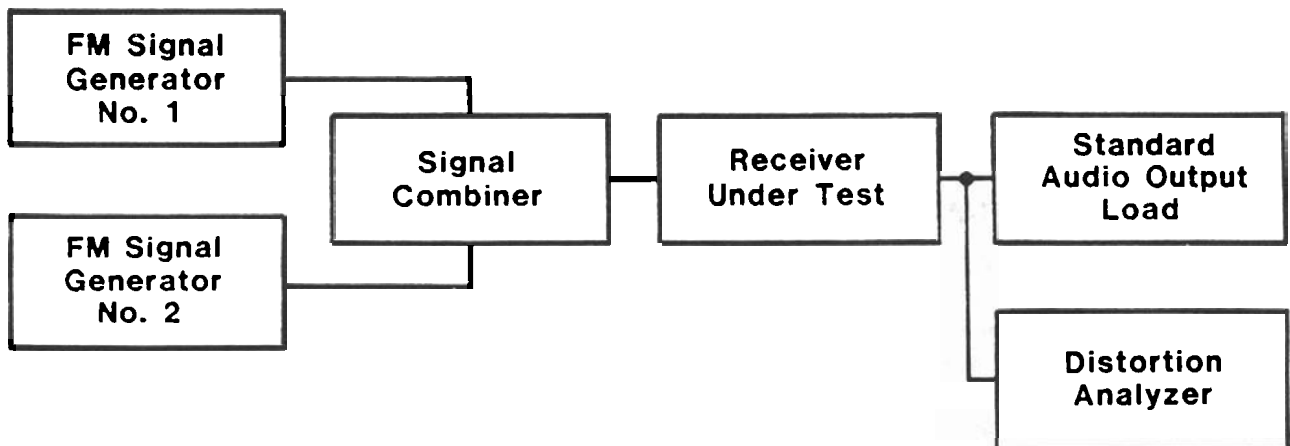 FM Signal
Generator
No. 1
FM Signal
Generator
No. 2
Signal
Combiner
Receiver
Under Test
Standard
Audio Output
Load
Distortion
Analyzer